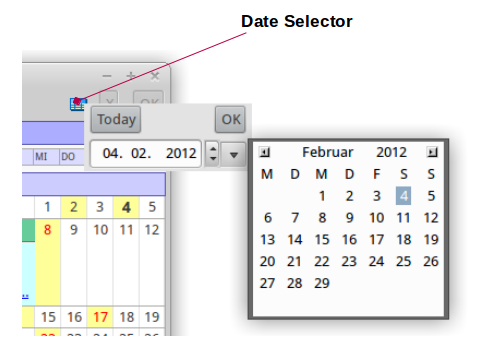 Date Selector
Today OK
04. 02. 2012
MI DO
Februar 2012
M D M D F S S
1 2 3 4 5
6 7 8 9 10 11 12
13 14 15 16 17 18 19
20 21 22 23 24 25 26
27 28 29
1 2 3 4 5
8 9 10 11 12
15 16 17 18 19